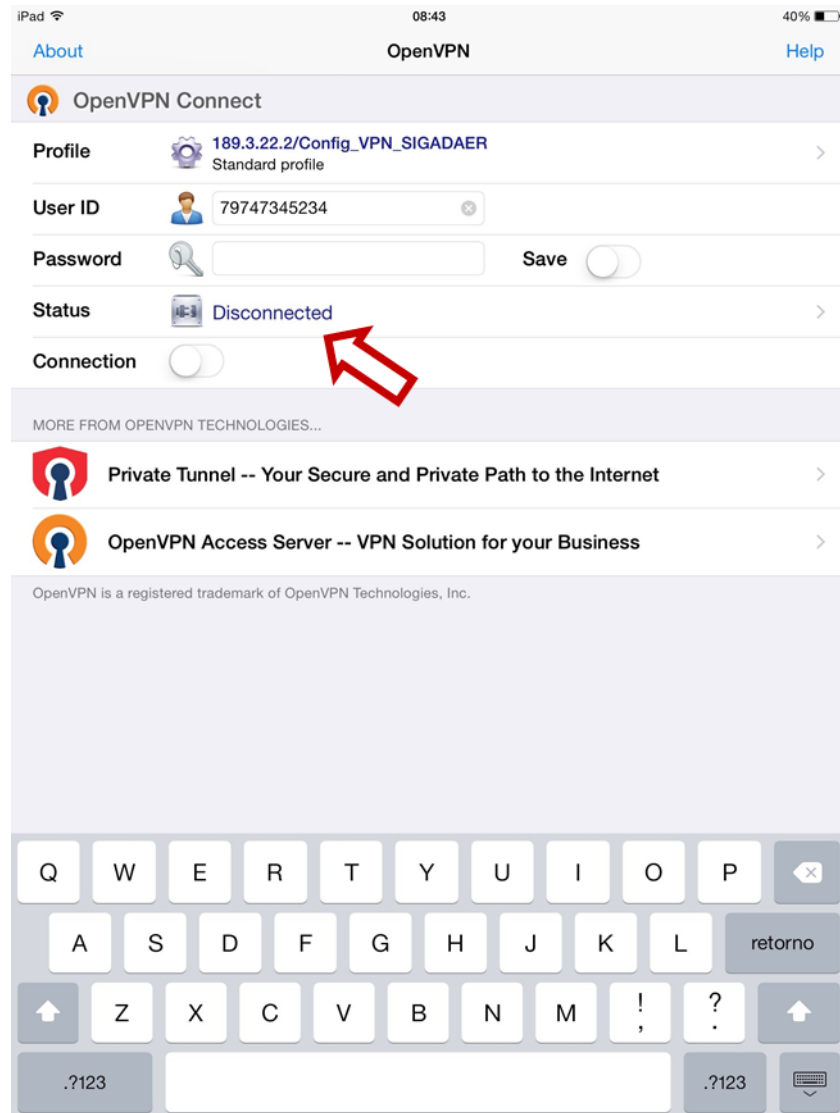 iPad 08:43 40%
About OpenVPN Help
OpenVPN Connect
Profile 189.3.22.2/Config_VPN_SIGADAER
Standard profile
User ID 79747345234
Password Save
Status Disconnected
Connection
MORE FROM OPENVPN TECHNOLOGIES...
Private Tunnel -- Your Secure and Private Path to the Internet
OpenVPN Access Server -- VPN Solution for your Business
OpenVPN is a registered trademark of OpenVPN Technologies, Inc.
Q W E R T Y U I O P
A S D F G H J K L retorno
Z X C V B N M ! , ? .
.?123 .?123